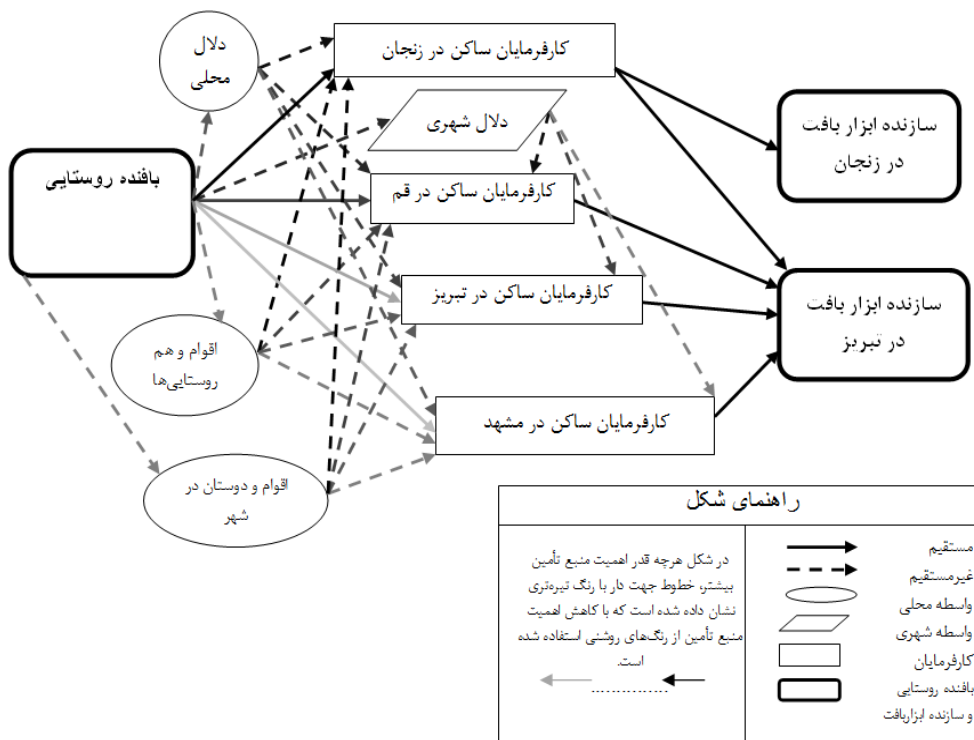 دلال
محلی
کارفرمایان ساکن در زنجان
دلال شهری
سازنده ابزار بافت
در زنجان
بافنده روستایی
کارفرمایان ساکن در قم
کارفرمایان ساکن در تبریز
سازنده ابزار بافت
در تبریز
اقوام و هم
روستایی‌ها
کارفرمایان ساکن در مشهد
اقوام و دوستان در
شهر
راهنمای شکل
مستقیم
غیرمستقیم
واسطه محلی
واسطه شهری
کارفرمایان
بافنده روستایی
و سازنده ابزاربافت
در شکل هرچه قدر اهمیت منبع تأمین
بیشتر، خطوط جهت دار با رنگ تیره‌تری
نشان داده شده است که با کاهش اهمیت
منبع تأمین از رنگ‌های روشنی استفاده شده
است.